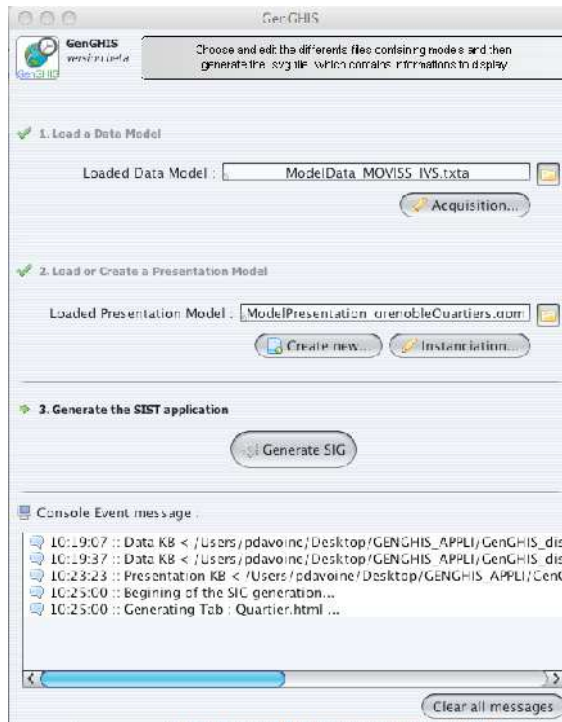 GenGHIS
GenGHIS
version beta
GenGHIS
Choose and edit the differents files containing models and then
generate the .svg file, which contains informations to display
1. Load a Data Model
Loaded Data Model :
ModelData_MOVISS_IVS.txta
Acquisition...
2. Load or Create a Presentation Model
Loaded Presentation Model :
ModelPresentation_grenobleQuartiers.gpm
Create new...
Instanciation...
3. Generate the SIST application
Generate SIG
Console Event message :
10:19:07 :: Data KB < /Users/pdavoine/Desktop/GENGHIS_APPLI/GenGHIS_dis
10:19:37 :: Data KB < /Users/pdavoine/Desktop/GENGHIS_APPLI/GenGHIS_dis
10:23:23 :: Presentation KB < /Users/pdavoine/Desktop/GENGHIS_APPLI/GenG
10:25:00 :: Begining of the SIG generation...
10:25:00 :: Generating Tab : Quartier.html ...
Clear all messages